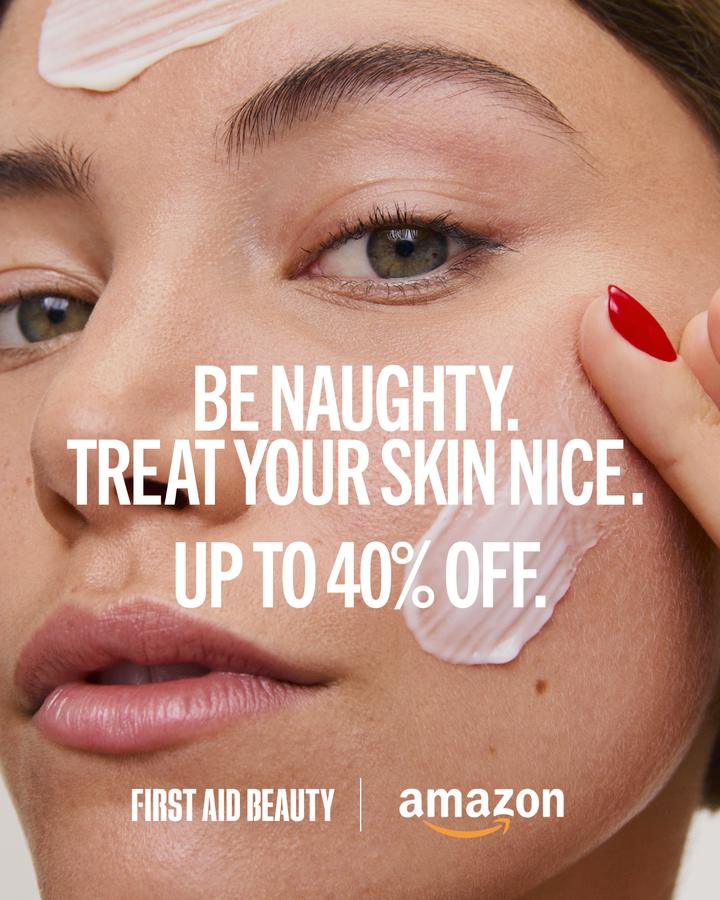 BE NAUGHTY.
TREAT YOUR SKIN NICE.
UP TO 40% OFF.
FIRST AID BEAUTY | amazon